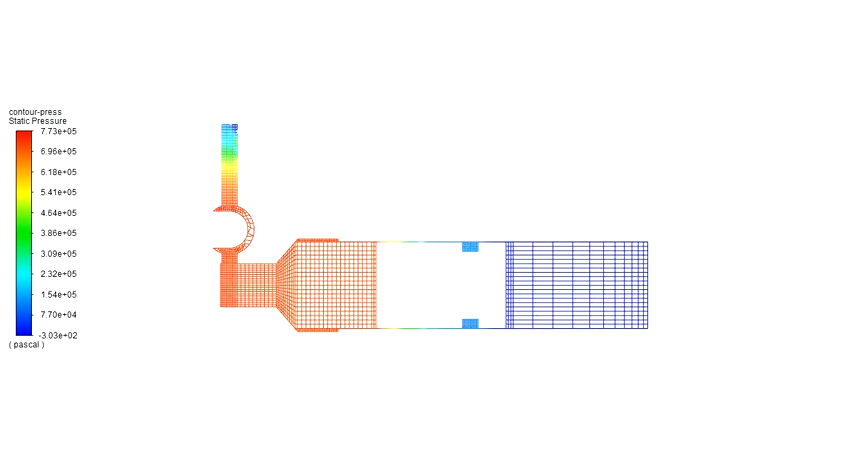 contour-press
Static Pressure
7.73e+05
6.96e+05
6.18e+05
5.41e+05
4.64e+05
3.86e+05
3.09e+05
2.32e+05
1.54e+05
7.70e+04
-3.03e+02
( pascal )